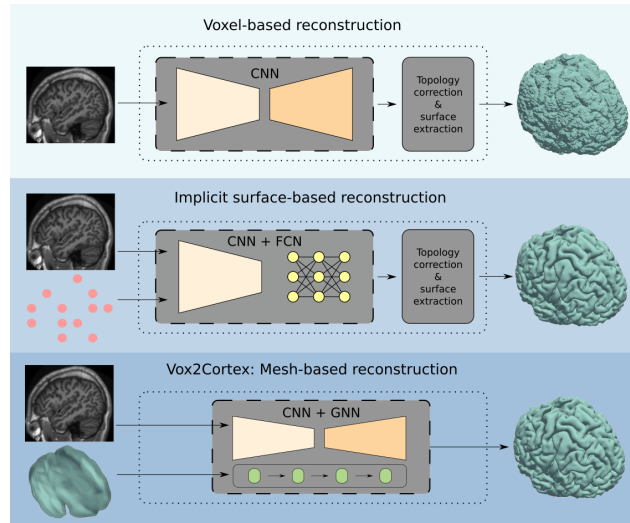 Voxel-based reconstruction
CNN
Topology
correction
&
surface
extraction
Implicit surface-based reconstruction
CNN + FCN
Topology
correction
&
surface
extraction
Vox2Cortex: Mesh-based reconstruction
CNN + GNN